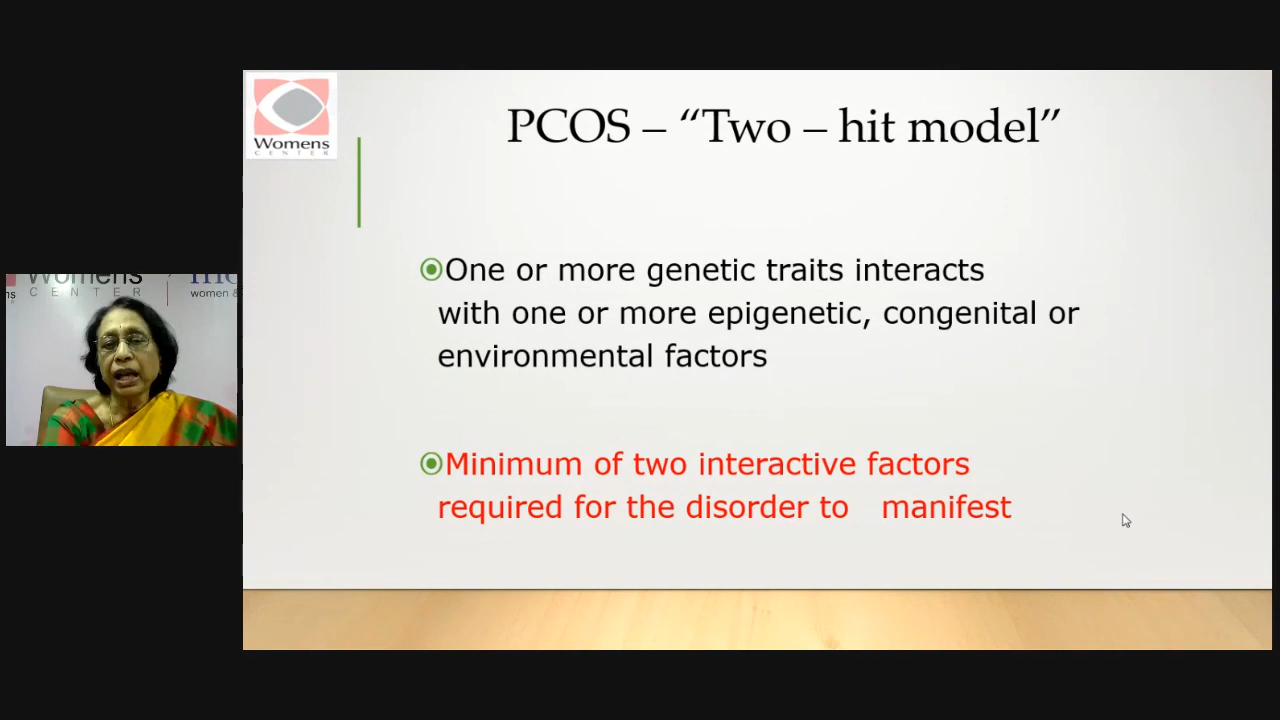 Womens
CENTER
PCOS – “Two – hit model”
One or more genetic traits interacts
with one or more epigenetic, congenital or
environmental factors
Minimum of two interactive factors
required for the disorder to manifest
Womens
CENTER
women &